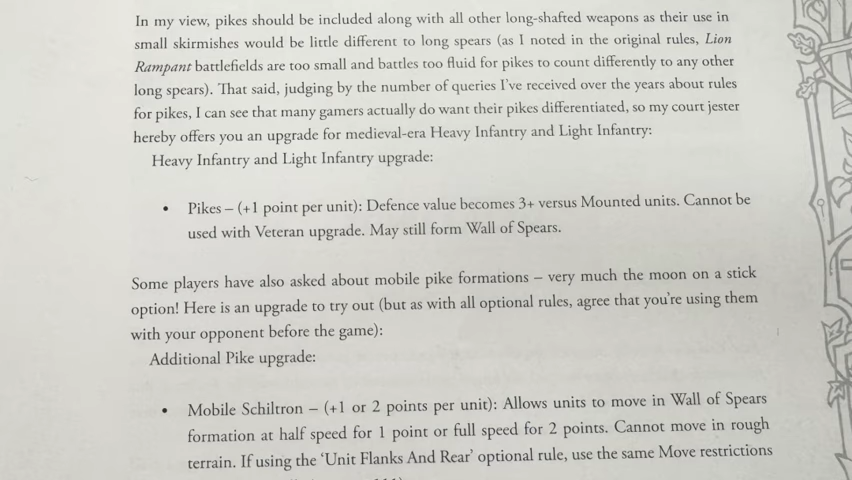 In my view, pikes should be included along with all other long-shafted weapons as their use in
small skirmishes would be little different to long spears (as I noted in the original rules, Lion
Rampant battlefields are too small and battles too fluid for pikes to count differently to any other
long spears). That said, judging by the number of queries I've received over the years about rules
for pikes, I can see that many gamers actually do want their pikes differentiated, so my court jester
hereby offers you an upgrade for medieval-era Heavy Infantry and Light Infantry:
Heavy Infantry and Light Infantry upgrade:
• Pikes – (+1 point per unit): Defence value becomes 3+ versus Mounted units. Cannot be
used with Veteran upgrade. May still form Wall of Spears.
Some players have also asked about mobile pike formations – very much the moon on a stick
option! Here is an upgrade to try out (but as with all optional rules, agree that you're using them
with your opponent before the game):
Additional Pike upgrade:
• Mobile Schiltron – (+1 or 2 points per unit): Allows units to move in Wall of Spears
formation at half speed for 1 point or full speed for 2 points. Cannot move in rough
terrain. If using the 'Unit Flanks And Rear' optional rule, use the same Move restrictions